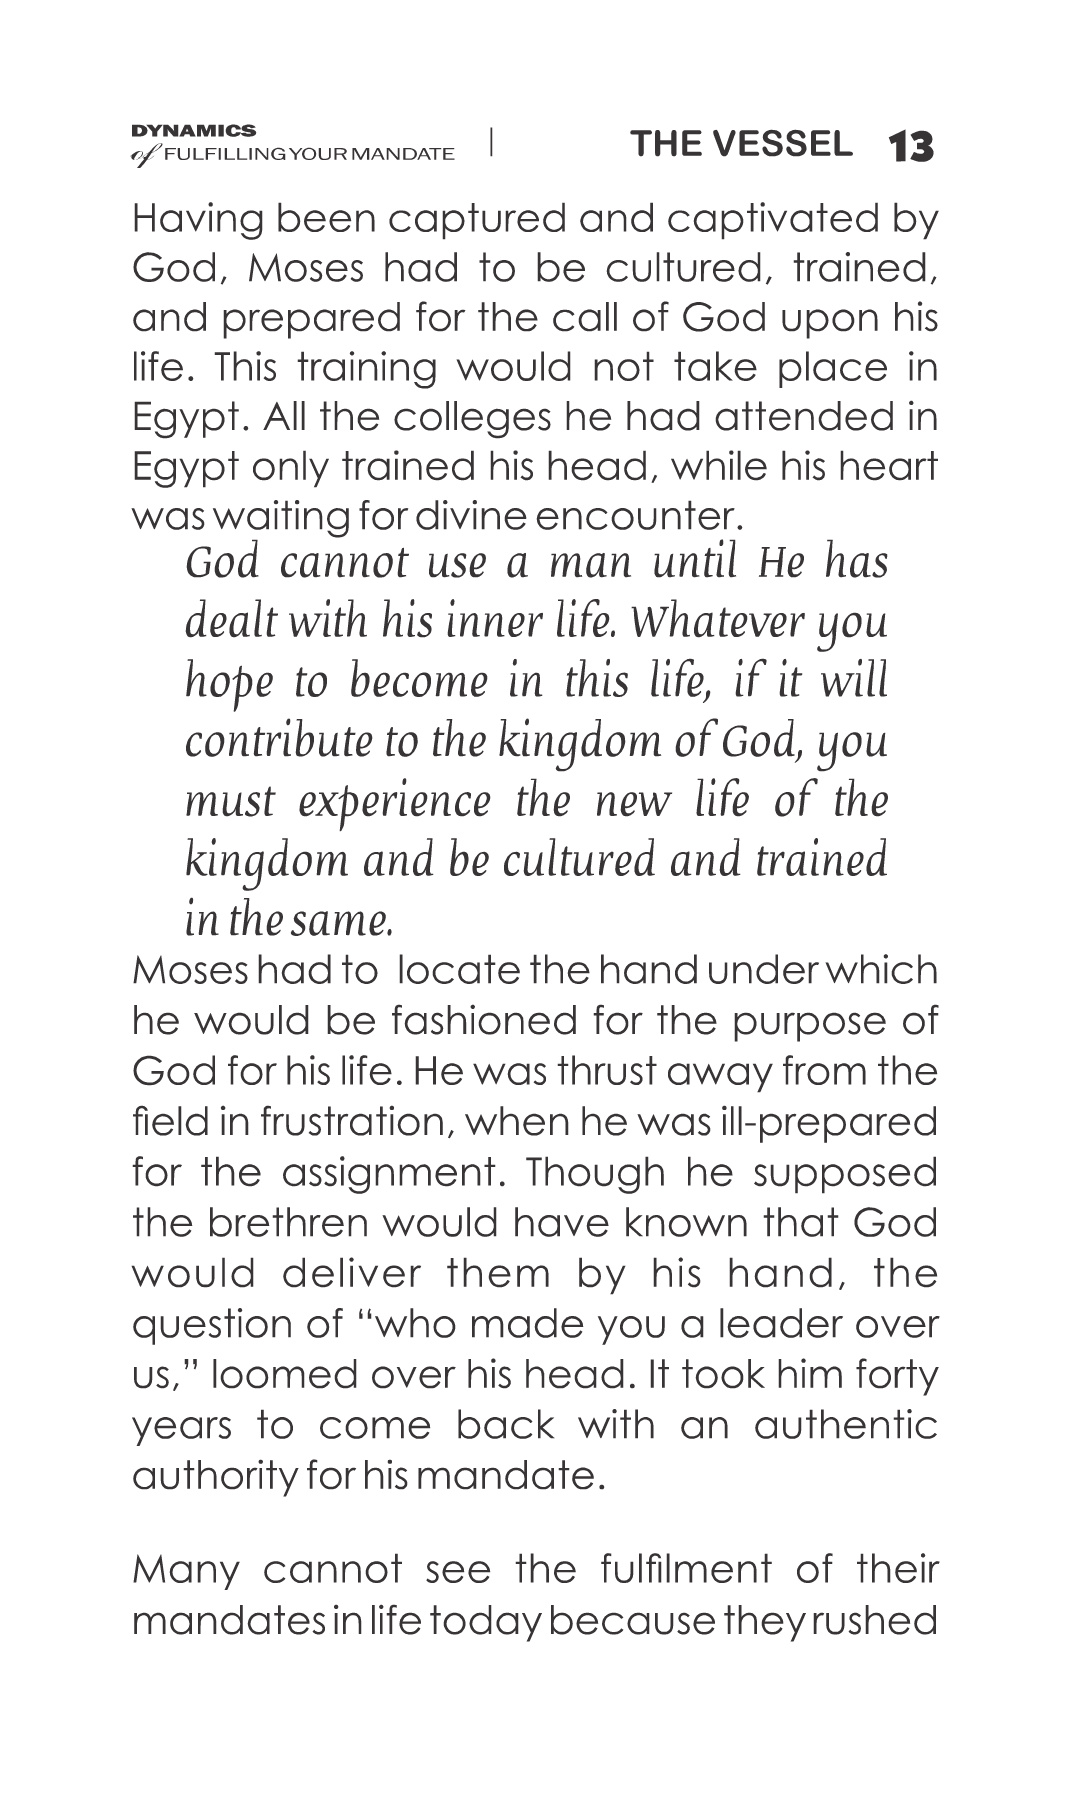 DYNAMICS
of FULFILLING YOUR MANDATE
THE VESSEL 13
Having been captured and captivated by
God, Moses had to be cultured, trained,
and prepared for the call of God upon his
life. This training would not take place in
Egypt. All the colleges he had attended in
Egypt only trained his head, while his heart
was waiting for divine encounter.
God cannot use a man until He has
dealt with his inner life. Whatever you
hope to become in this life, if it will
contribute to the kingdom of God, you
must experience the new life of the
kingdom and be cultured and trained
in the same.
Moses had to locate the hand under which
he would be fashioned for the purpose of
God for his life. He was thrust away from the
field in frustration, when he was ill-prepared
for the assignment. Though he supposed
the brethren would have known that God
would deliver them by his hand, the
question of “who made you a leader over
us,” loomed over his head. It took him forty
years to come back with an authentic
authority for his mandate.
Many cannot see the fulfilment of their
mandates in life today because they rushed